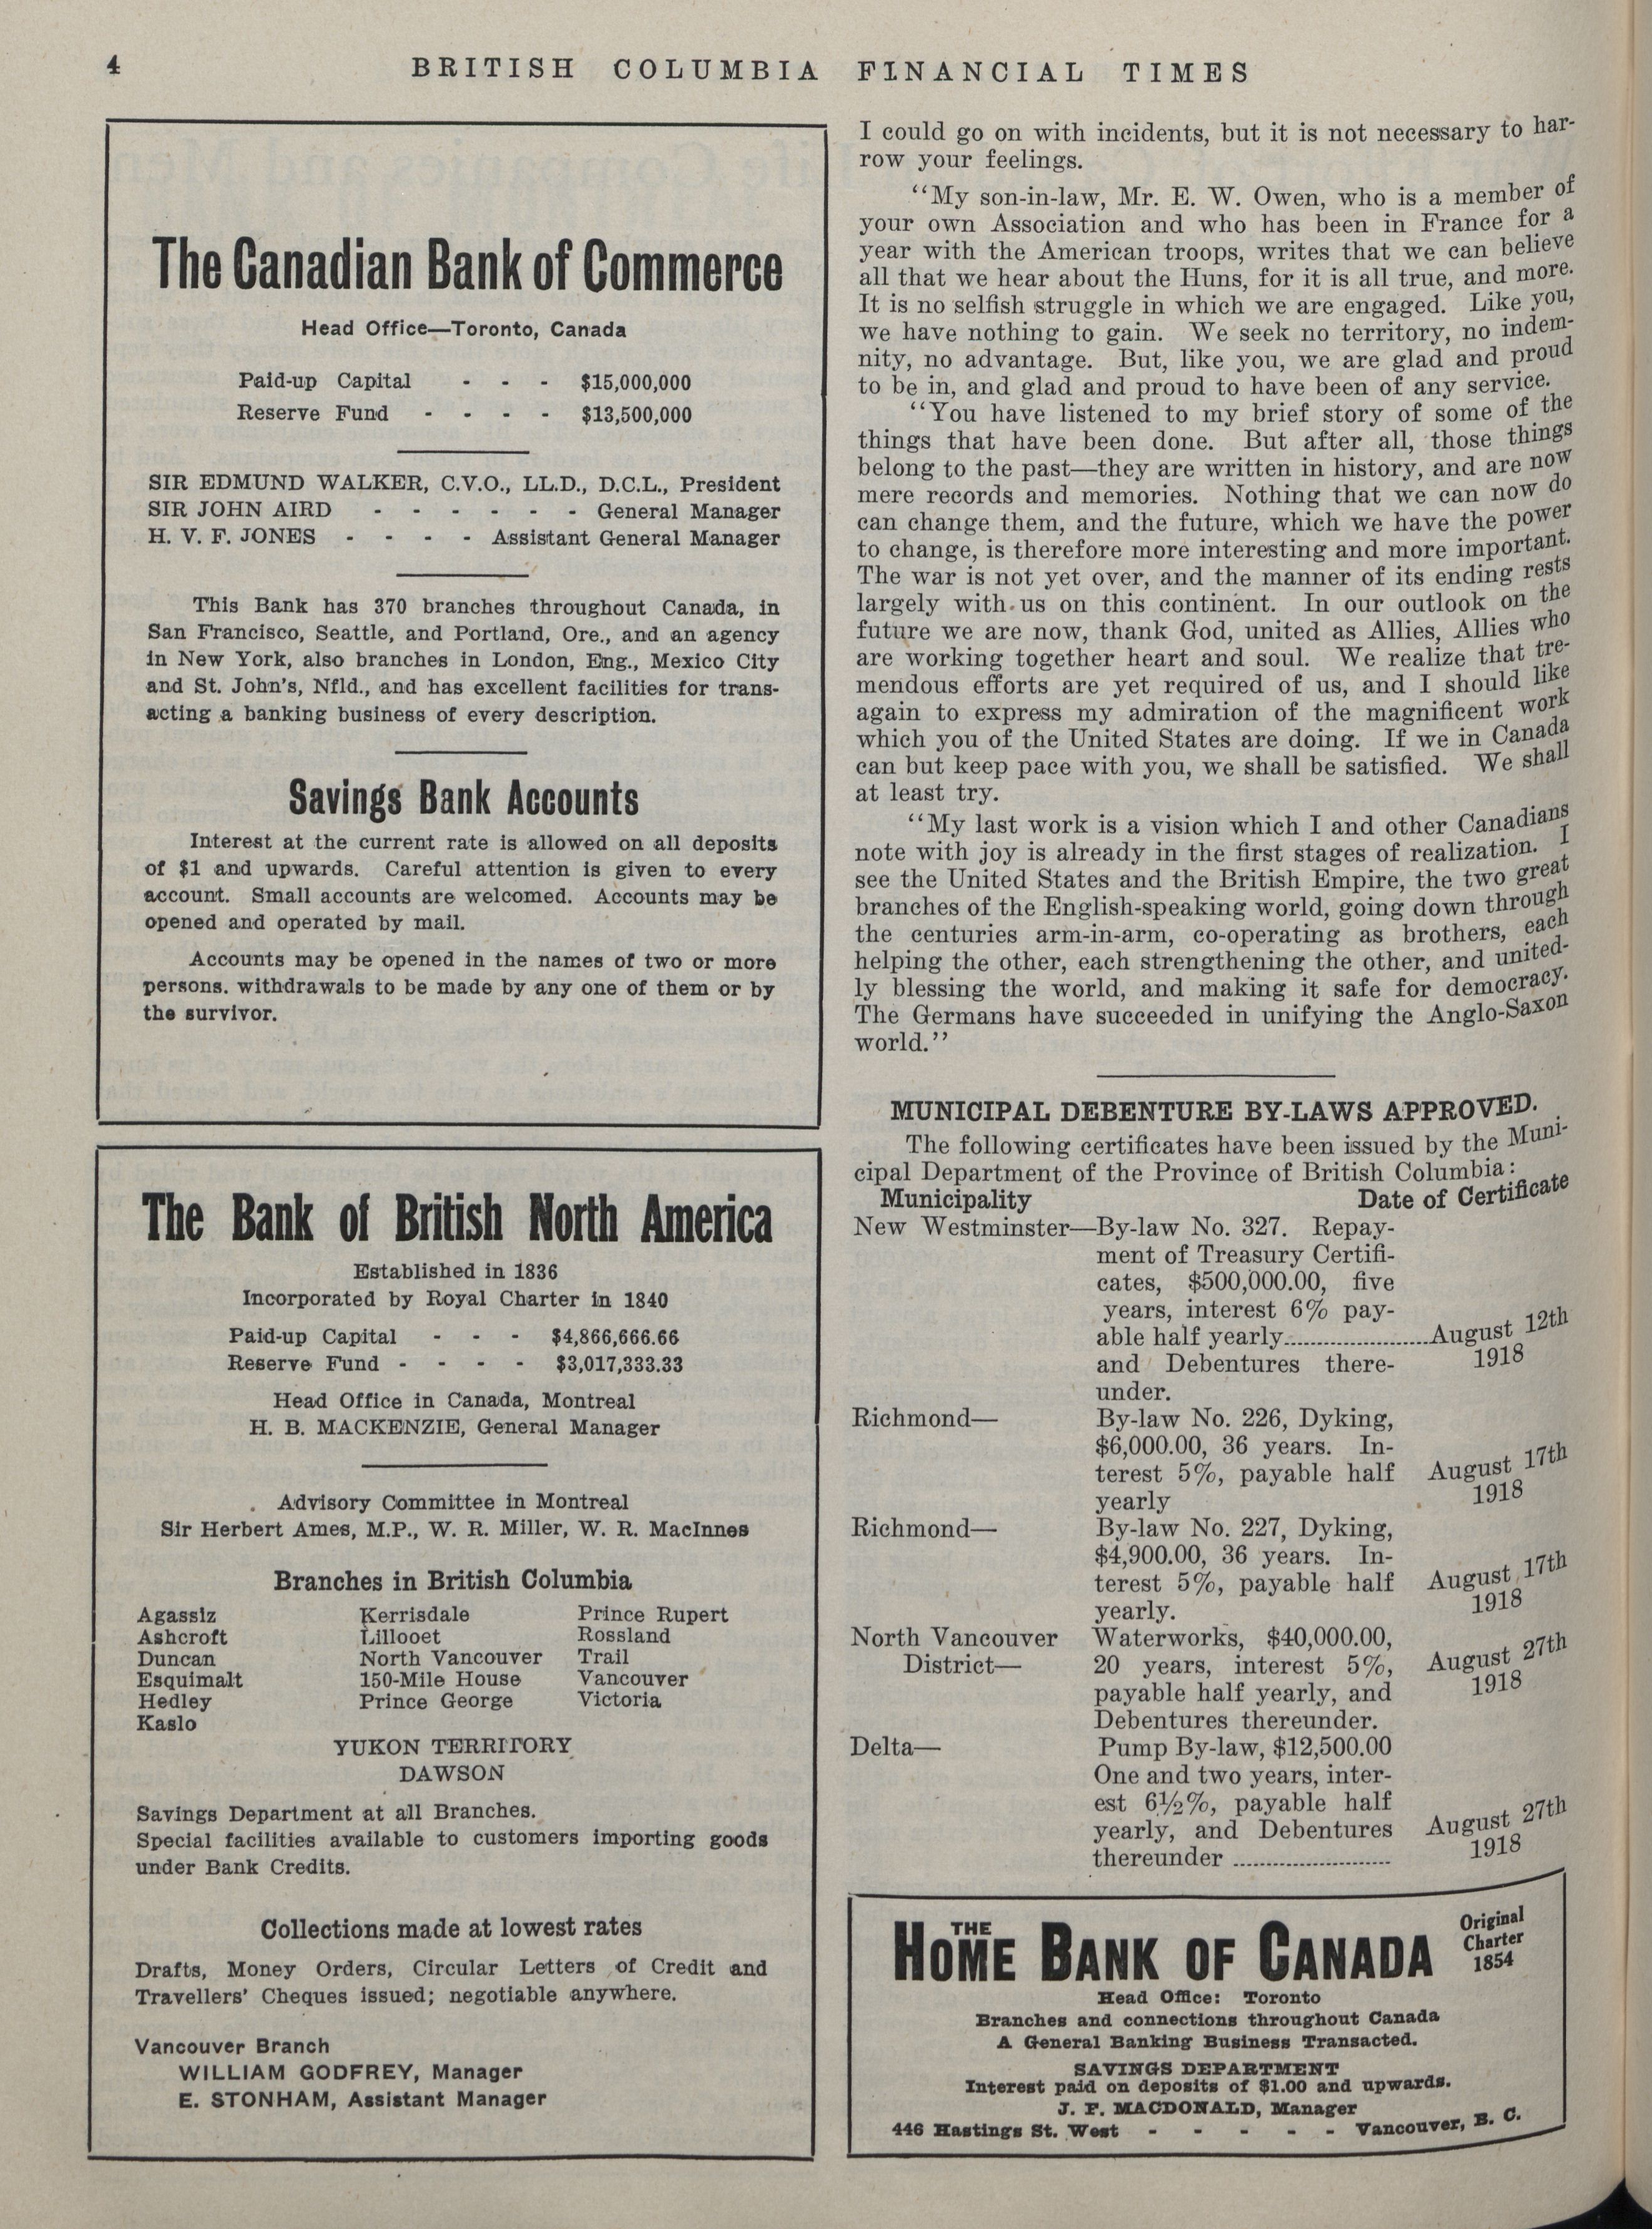 4
BRITISH COLUMBIA FINANCIAL TIMES
The Canadian Bank of Commerce
Head Office—Toronto, Canada
Paid-up Capital - - - $15,000,000
Reserve Fund - - - - $13,500,000
SIR EDMUND WALKER, C.V.O., LL.D., D.C.L., President
SIR JOHN AIRD - - - - - - General Manager
H. V. F. JONES - - - - Assistant General Manager
This Bank has 370 branches throughout Canada, in
San Francisco, Seattle, and Portland, Ore., and an agency
in New York, also branches in London, Eng., Mexico City
and St. John's, Nfld., and has excellent facilities for trans-
acting a banking business of every description.
Savings Bank Accounts
Interest at the current rate is allowed on all deposits
of $1 and upwards. Careful attention is given to every
account. Small accounts are welcomed. Accounts may be
opened and operated by mail.
Accounts may be opened in the names of two or more
persons. withdrawals to be made by any one of them or by
the survivor.
The Bank of British North America
Established in 1836
Incorporated by Royal Charter in 1840
Paid-up Capital - - - $4,866,666.66
Reserve Fund - - - - $3,017,333.33
Head Office in Canada, Montreal
H. B. MACKENZIE, General Manager
Advisory Committee in Montreal
Sir Herbert Ames, M.P., W. R. Miller, W. R. MacInnes
Branches in British Columbia
Agassiz Kerrisdale Prince Rupert
Ashcroft Lillooet Rossland
Duncan North Vancouver Trail
Esquimalt 150-Mile House Vancouver
Hedley Prince George Victoria
Kaslo
YUKON TERRITORY
DAWSON
Savings Department at all Branches.
Special facilities available to customers importing goods
under Bank Credits.
Collections made at lowest rates
Drafts, Money Orders, Circular Letters of Credit and
Travellers' Cheques issued; negotiable anywhere.
Vancouver Branch
WILLIAM GODFREY, Manager
E. STONHAM, Assistant Manager
I could go on with incidents, but it is not necessary to har-
row your feelings.
"My son-in-law, Mr. E. W. Owen, who is a member of
your own Association and who has been in France for a
year with the American troops, writes that we can believe
all that we hear about the Huns, for it is all true, and more.
It is no selfish struggle in which we are engaged. Like you,
we have nothing to gain. We seek no territory, no indem-
nity, no advantage. But, like you, we are glad and proud
to be in, and glad and proud to have been of any service.
"You have listened to my brief story of some of the
things that have been done. But after all, those things
belong to the past—they are written in history, and are now
mere records and memories. Nothing that we can now do
can change them, and the future, which we have the power
to change, is therefore more interesting and more important.
The war is not yet over, and the manner of its ending rests
largely with us on this continent. In our outlook on the
future we are now, thank God, united as Allies, Allies who
are working together heart and soul. We realize that tre-
mendous efforts are yet required of us, and I should like
again to express my admiration of the magnificent work
which you of the United States are doing. If we in Canada
can but keep pace with you, we shall be satisfied. We shall
at least try.
"My last work is a vision which I and other Canadians
note with joy is already in the first stages of realization. I
see the United States and the British Empire, the two great
branches of the English-speaking world, going down through
the centuries arm-in-arm, co-operating as brothers, each
helping the other, each strengthening the other, and united-
ly blessing the world, and making it safe for democracy.
The Germans have succeeded in unifying the Anglo-Saxon
world."
MUNICIPAL DEBENTURE BY-LAWS APPROVED.
The following certificates have been issued by the Muni-
cipal Department of the Province of British Columbia:
Municipality Date of Certificate
New Westminster—By-law No. 327. Repay-
ment of Treasury Certifi-
cates, $500,000.00, five
years, interest 6% pay-
able half yearly.....................August 12th
and Debentures there- 1918
under.
Richmond— By-law No. 226, Dyking,
$6,000.00, 36 years. In-
terest 5%, payable half August 17th
yearly 1918
Richmond— By-law No. 227, Dyking,
$4,900.00, 36 years. In-
terest 5%, payable half August 17th
yearly. 1918
North Vancouver Waterworks, $40,000.00,
District— 20 years, interest 5%, August 27th
payable half yearly, and 1918
Debentures thereunder.
Delta— Pump By-law, $12,500.00
One and two years, inter-
est 6½%, payable half
yearly, and Debentures August 27th
thereunder ........................ 1918
THE
HOME BANK OF CANADA
Original
Charter
1854
Head Office: Toronto
Branches and connections throughout Canada
A General Banking Business Transacted.
SAVINGS DEPARTMENT
Interest paid on deposits of $1.00 and upwards.
J. F. MACDONALD, Manager
446 Hastings St. West - - - - - Vancouver, B. C.